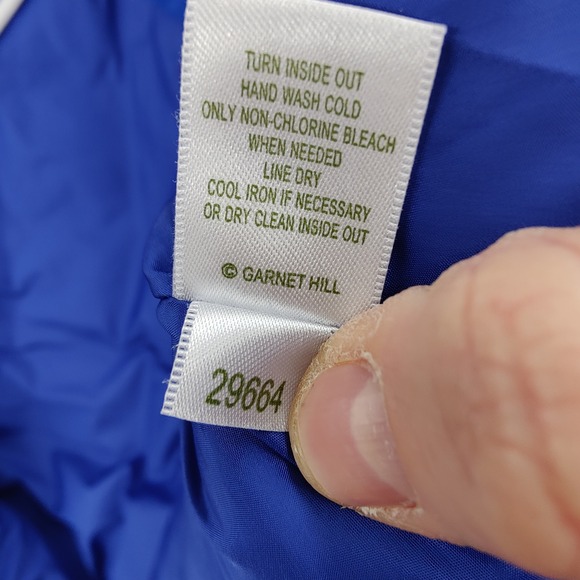 TURN INSIDE OUT
HAND WASH COLD
ONLY NON-CHLORINE BLEACH
WHEN NEEDED
LINE DRY
COOL IRON IF NECESSARY
OR DRY CLEAN INSIDE OUT
© GARNET HILL
29664